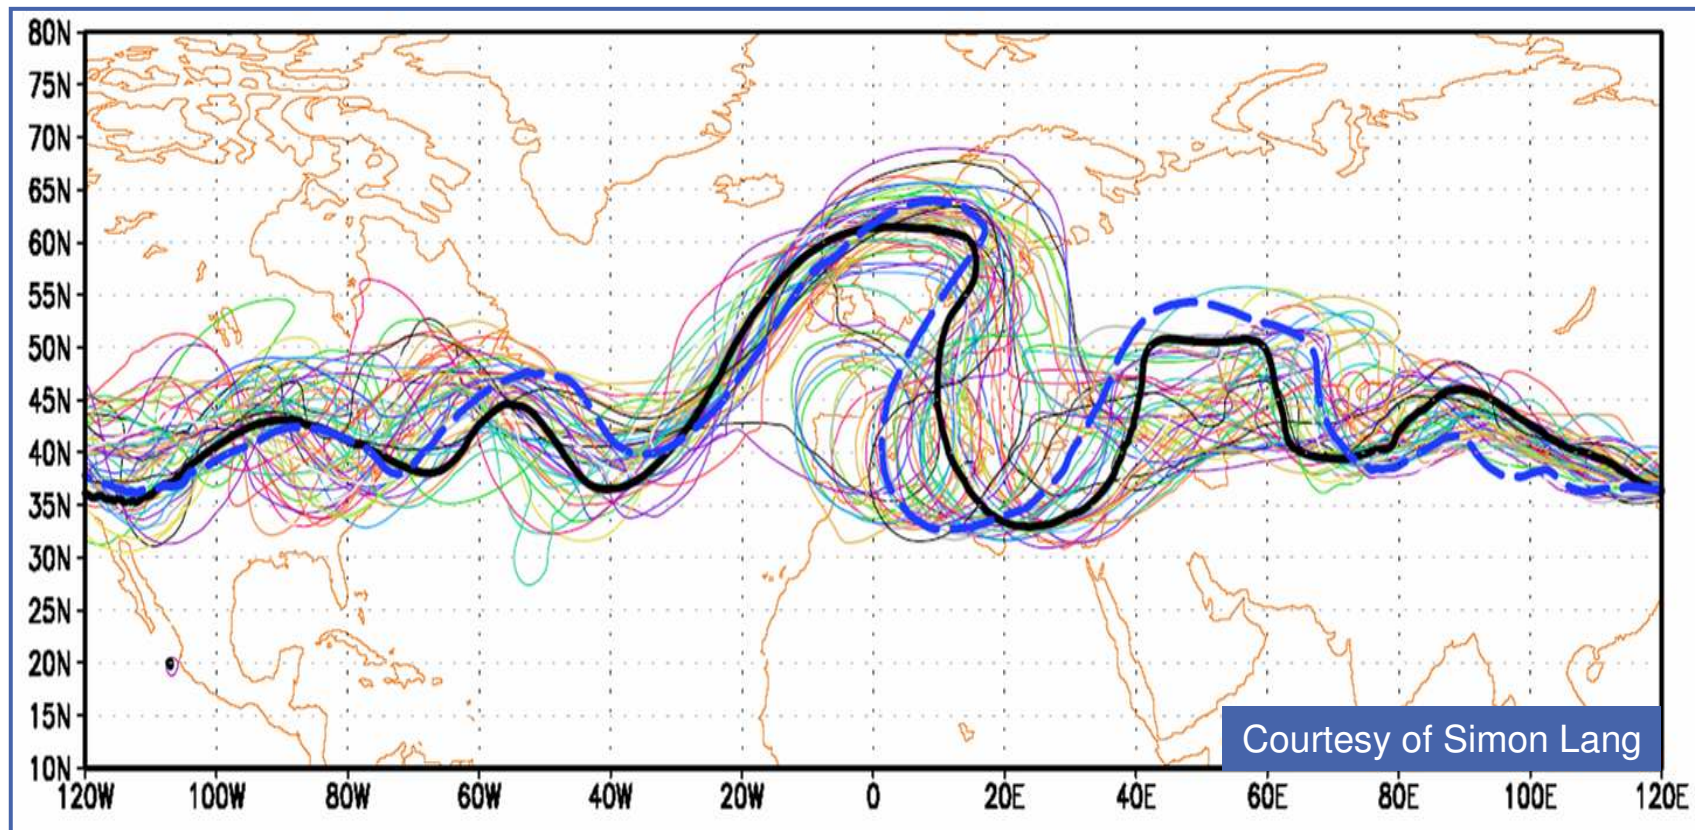 80N
75N
70N
65N
60N
55N
50N
45N
40N
35N
30N
25N
20N
15N
10N
Courtesy of Simon Lang
120W 100W 80W 60W 40W 20W 0 20E 40E 60E 80E 100E 120E